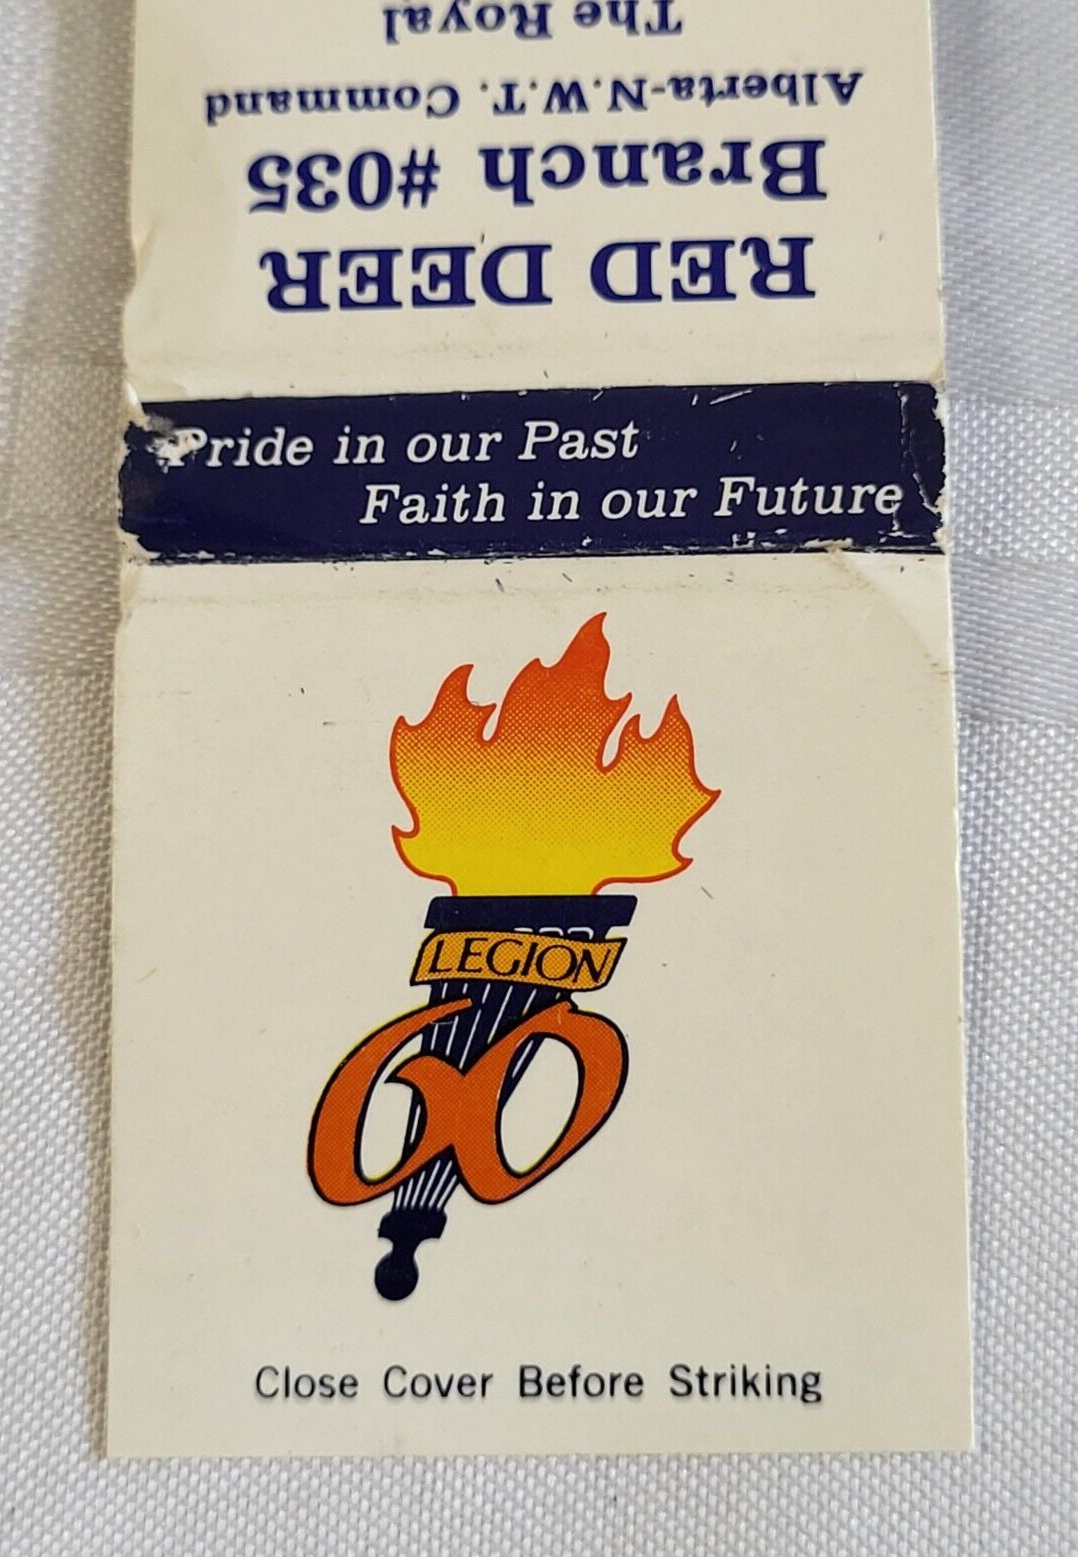 RED DEER
Branch #035
Alberta-N.W.T. Command
The Royal
Pride in our Past
Faith in our Future
LEGION
60
Close Cover Before Striking